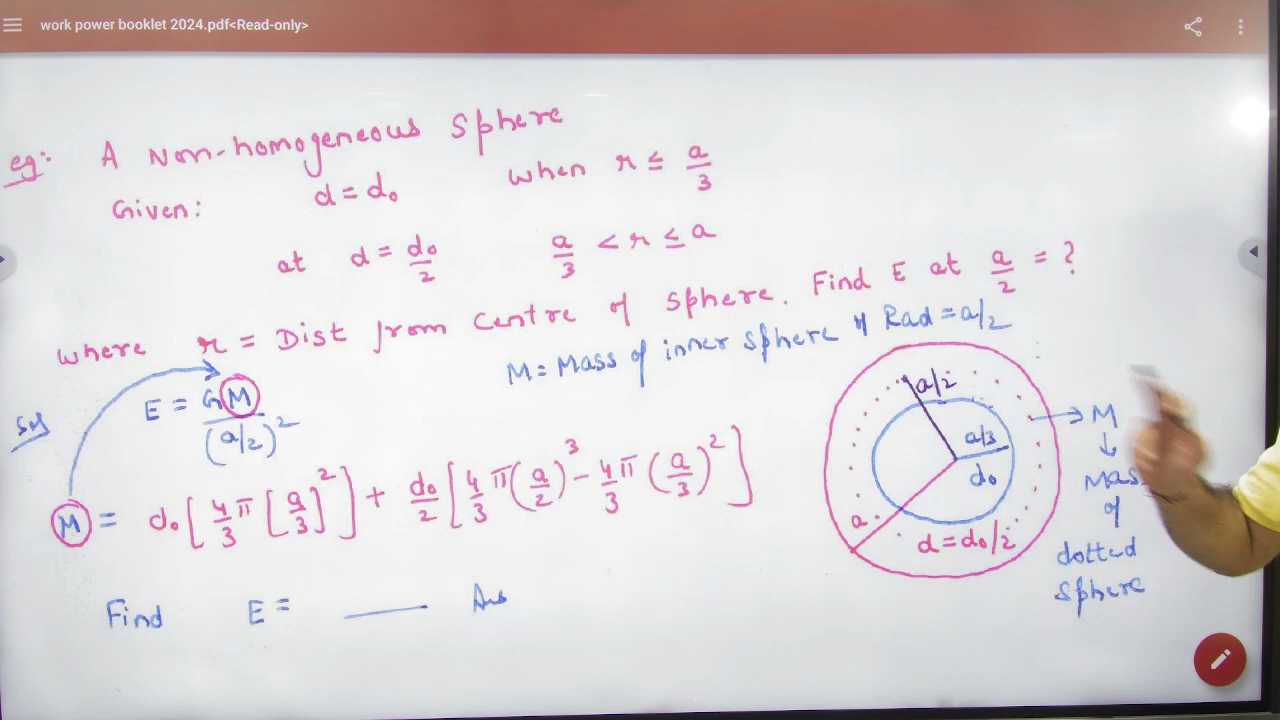 work power booklet 2024.pdf<Read-only>
eg: A Non-homogeneous Sphere
Given: d = d₀ when r ≤ a/3
at d = d₀/2 a/3 < r ≤ a
where r = Dist from Centre of Sphere. Find E at a/2 = ?
M = Mass of inner sphere of Rad = a/2
Sol E = GM/(a/2)²
M = d₀[4/3 π [a/3]²] + d₀/2 [4/3 π (a/2)³ - 4/3 π (a/3)²]
Find E = ___ Ans
a/2
a/3
d₀
a
d = d₀/2
→ M
↓
Mass
of
dotted
Sphere